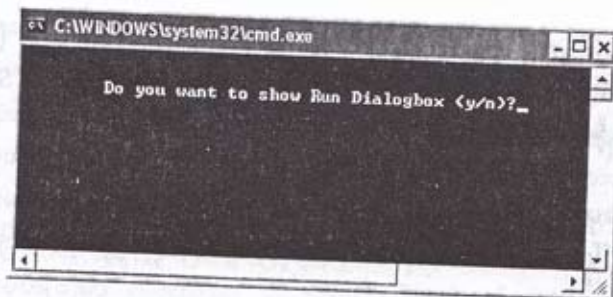 C:\WINDOWS\system32\cmd.exe
Do you want to show Run Dialogbox (y/n)?_